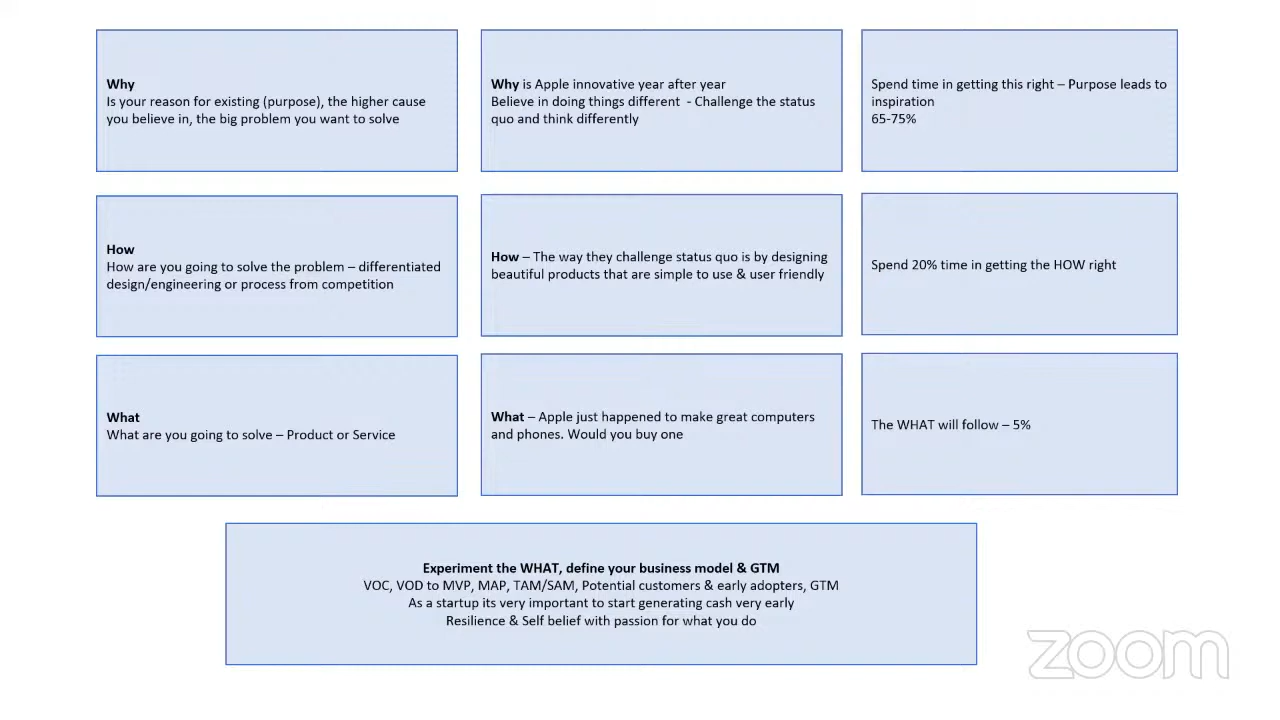 Why
Is your reason for existing (purpose), the higher cause
you believe in, the big problem you want to solve
Why is Apple innovative year after year
Believe in doing things different - Challenge the status
quo and think differently
Spend time in getting this right – Purpose leads to
inspiration
65-75%
How
How are you going to solve the problem – differentiated
design/engineering or process from competition
How – The way they challenge status quo is by designing
beautiful products that are simple to use & user friendly
Spend 20% time in getting the HOW right
What
What are you going to solve – Product or Service
What – Apple just happened to make great computers
and phones. Would you buy one
The WHAT will follow – 5%
Experiment the WHAT, define your business model & GTM
VOC, VOD to MVP, MAP, TAM/SAM, Potential customers & early adopters, GTM
As a startup its very important to start generating cash very early
Resilience & Self belief with passion for what you do
zoom